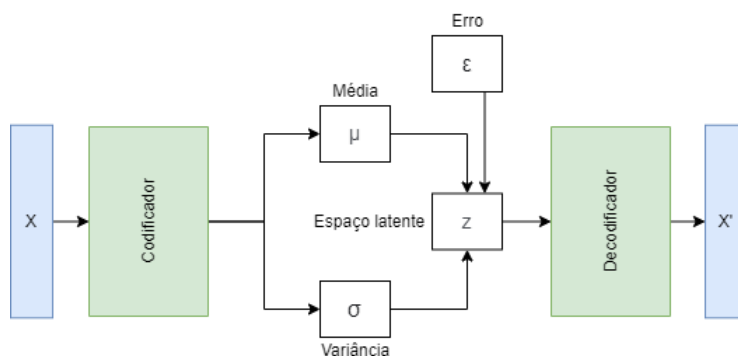 Erro
ε
Média
μ
X
Codificador
Espaço latente
z
Decodificador
X'
σ
Variância